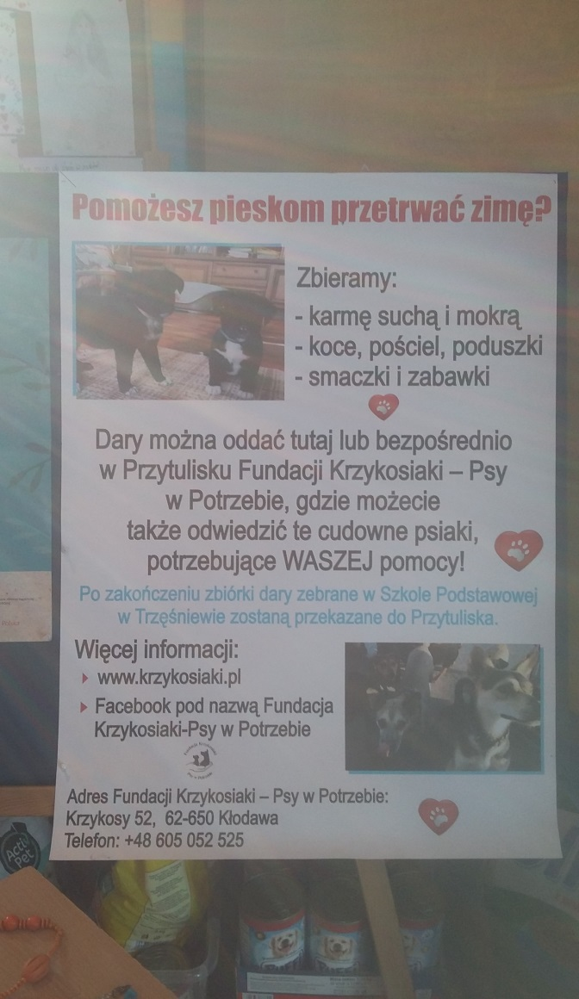 Pomożesz pieskom przetrwać zimę?
Zbieramy:
- karmę suchą i mokrą
- koce, pościel, poduszki
- smaczki i zabawki
Dary można oddać tutaj lub bezpośrednio
w Przytulisku Fundacji Krzykosiaki – Psy
w Potrzebie, gdzie możecie
także odwiedzić te cudowne psiaki,
potrzebujące WASZEJ pomocy!
Po zakończeniu zbiórki dary zebrane w Szkole Podstawowej
w Trzęśniewie zostaną przekazane do Przytuliska.
Więcej informacji:
www.krzykosiaki.pl
Facebook pod nazwą Fundacja
Krzykosiaki-Psy w Potrzebie
Adres Fundacji Krzykosiaki – Psy w Potrzebie:
Krzykosy 52, 62-650 Kłodawa
Telefon: +48 605 052 525
Activ
Pet